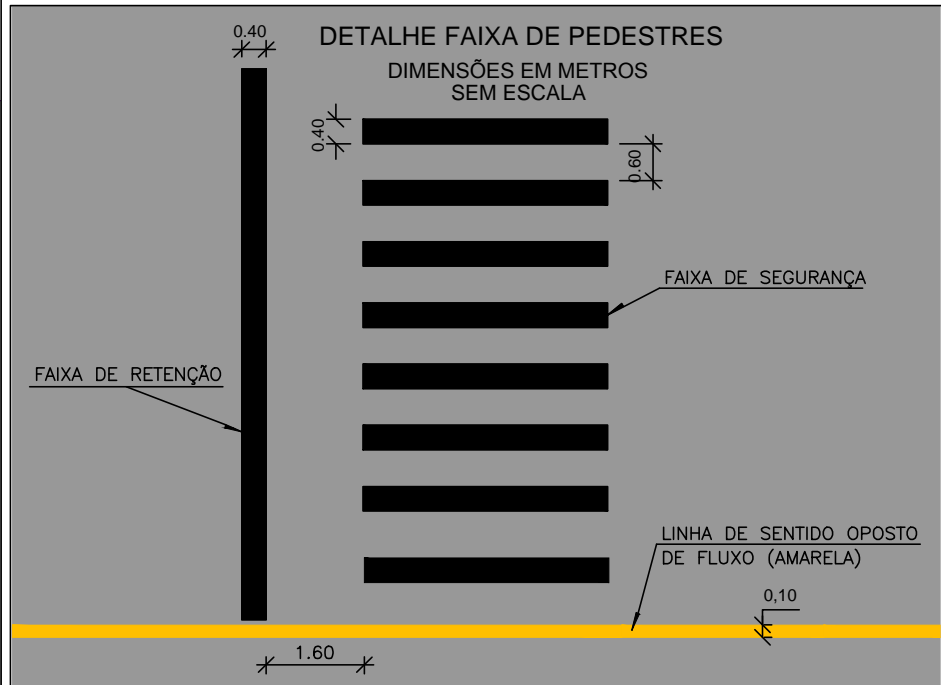 0.40
DETALHE FAIXA DE PEDESTRES
DIMENSÕES EM METROS
SEM ESCALA
0.40
0.60
FAIXA DE SEGURANÇA
FAIXA DE RETENÇÃO
LINHA DE SENTIDO OPOSTO
DE FLUXO (AMARELA)
0,10
1.60